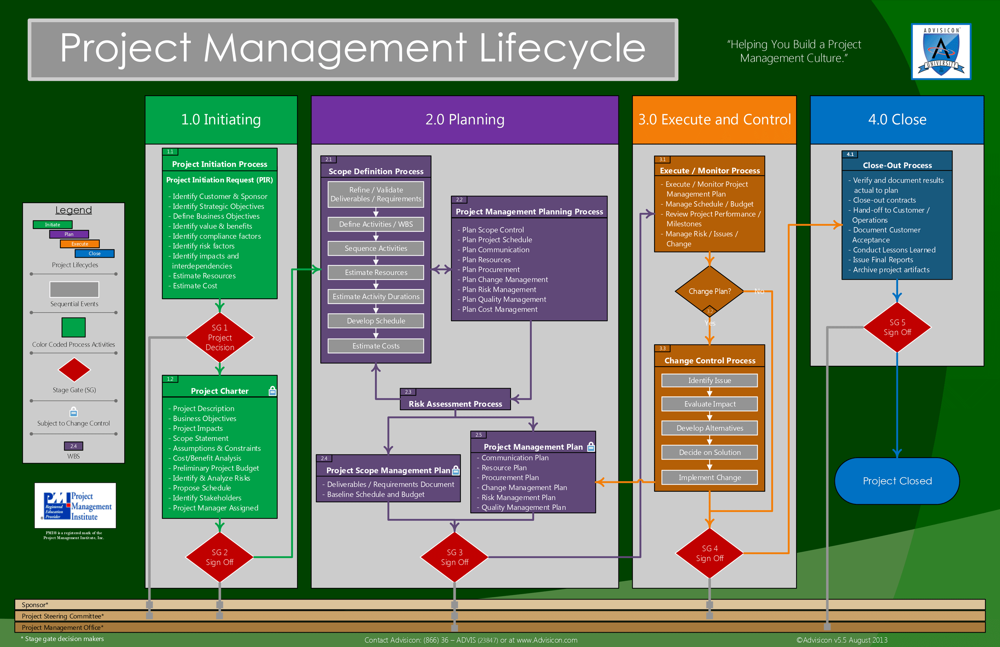 Project Management Lifecycle
“Helping You Build a Project
Management Culture.”
ADVISICON
A
UNIVERSITY
1.0 Initiating
2.0 Planning
3.0 Execute and Control
4.0 Close
Legend
Initiate
Plan
Execute
Close
Project Lifecycles
Sequential Events
Color Coded Process Activities
Stage Gate (SG)
Subject to Change Control
2.4
WBS
PMI
Registered
Education
Provider
®
Project
Management
Institute
PMI® is a registered mark of the
Project Management Institute, Inc.
1.1
Project Initiation Process
Project Initiation Request (PIR)
- Identify Customer & Sponsor
- Identify Strategic Objectives
- Define Business Objectives
- Identify value & benefits
- Identify compliance factors
- Identify risk factors
- Identify impacts and
interdependencies
- Estimate Resources
- Estimate Cost
SG 1
Project
Decision
1.2
Project Charter
- Project Description
- Business Objectives
- Project Impacts
- Scope Statement
- Assumptions & Constraints
- Cost/Benefit Analysis
- Preliminary Project Budget
- Identify & Analyze Risks
- Propose Schedule
- Identify Stakeholders
- Project Manager Assigned
SG 2
Sign Off
2.1
Scope Definition Process
Refine / Validate
Deliverables / Requirements
Define Activities / WBS
Sequence Activities
Estimate Resources
Estimate Activity Durations
Develop Schedule
Estimate Costs
2.2
Project Management Planning Process
- Plan Scope Control
- Plan Project Schedule
- Plan Communication
- Plan Resources
- Plan Procurement
- Plan Change Management
- Plan Risk Management
- Plan Quality Management
- Plan Cost Management
2.3
Risk Assessment Process
2.4
Project Scope Management Plan
- Deliverables / Requirements Document
- Baseline Schedule and Budget
2.5
Project Management Plan
- Communication Plan
- Resource Plan
- Procurement Plan
- Change Management Plan
- Risk Management Plan
- Quality Management Plan
SG 3
Sign Off
3.1
Execute / Monitor Process
- Execute / Monitor Project
Management Plan
- Manage Schedule / Budget
- Review Project Performance /
Milestones
- Manage Risk / Issues /
Change
Change Plan?
No
3.2
Yes
3.3
Change Control Process
Identify Issue
Evaluate Impact
Develop Alternatives
Decide on Solution
Implement Change
SG 4
Sign Off
4.1
Close-Out Process
- Verify and document results
actual to plan
- Close-out contracts
- Hand-off to Customer /
Operations
- Document Customer
Acceptance
- Conduct Lessons Learned
- Issue Final Reports
- Archive project artifacts
SG 5
Sign Off
Project Closed
Sponsor*
Project Steering Committee*
Project Management Office*
* Stage gate decision makers
Contact Advisicon: (866) 36 – ADVIS (23847) or at www.Advisicon.com
©Advisicon v5.5 August 2013